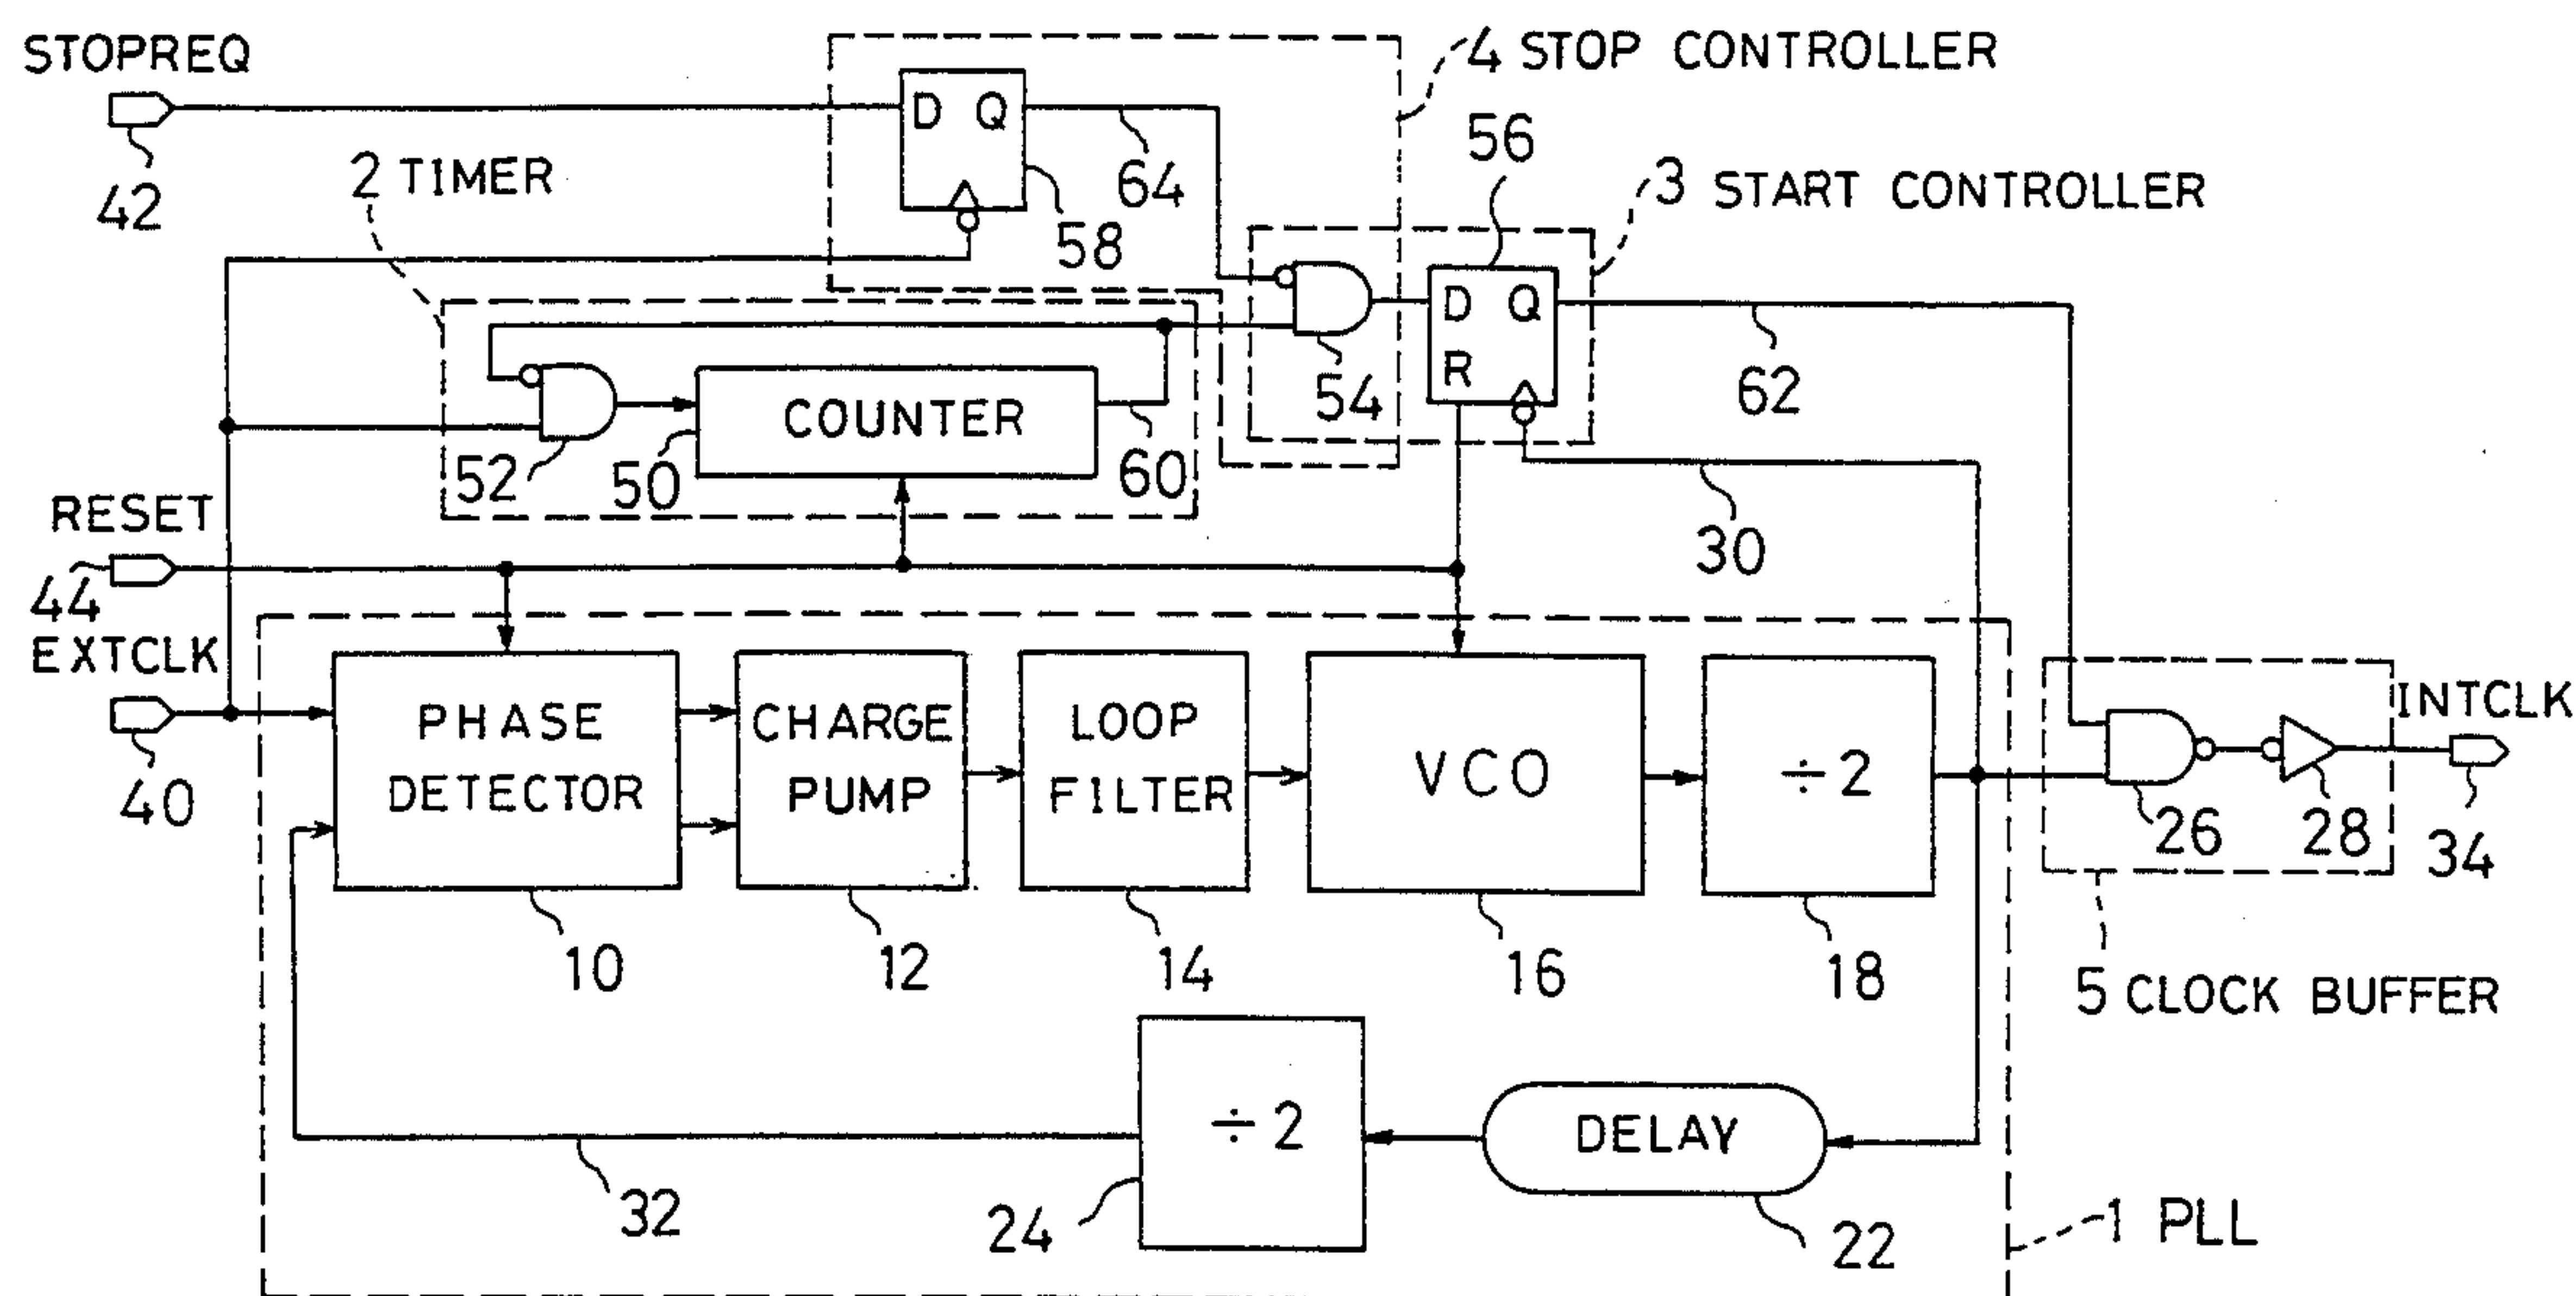 STOPREQ
42
2 TIMER
D Q
58
64
4 STOP CONTROLLER
56
3 START CONTROLLER
D Q
R
54
62
52
50
COUNTER
60
30
RESET
44
EXTCLK
40
PHASE
DETECTOR
10
CHARGE
PUMP
12
LOOP
FILTER
14
VCO
16
÷2
18
26
28
INTCLK
34
5 CLOCK BUFFER
÷2
24
DELAY
22
32
1 PLL